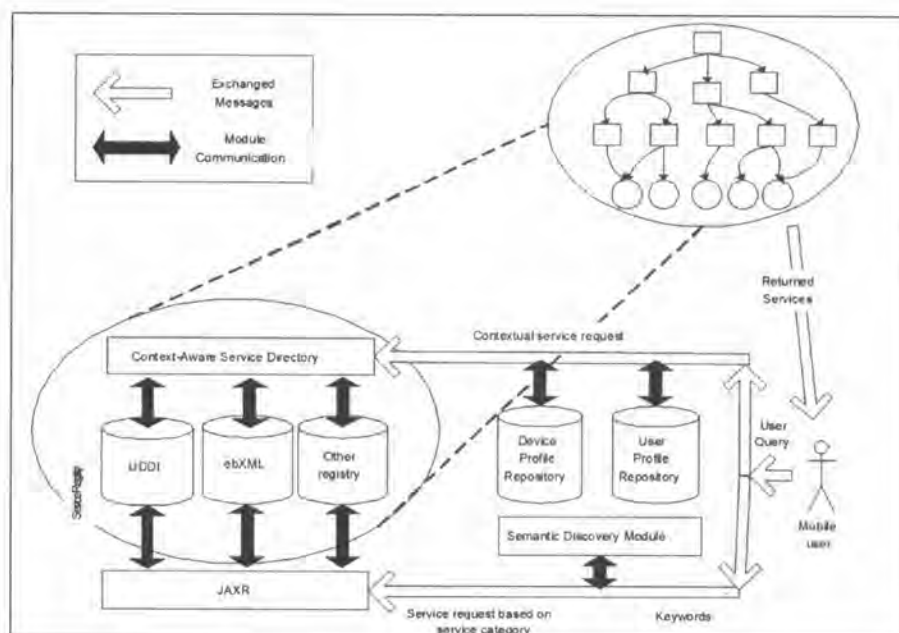 Exchanged
Messages
Module
Communication
Returned
Services
Contextual service request
Context-Aware Service Directory
UDDI
ebXML
Other
registry
Device
Profile
Repository
User
Profile
Repository
User
Query
Mobile
user
Semantic Discovery Module
JAXR
Service request based on
service category
Keywords